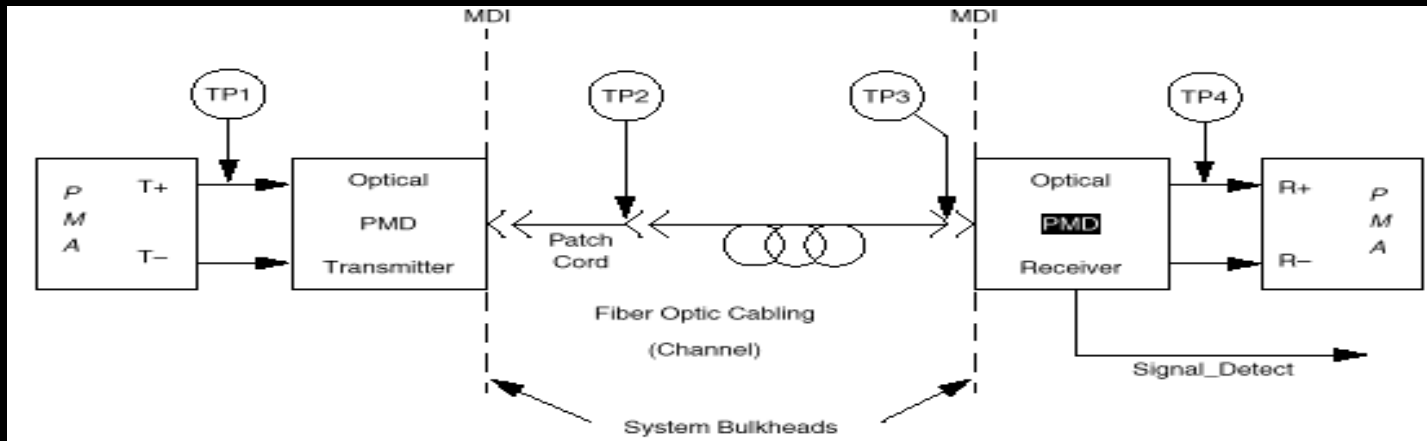 MDI MDI
TP1 TP2 TP3 TP4
P M A
T+
T−
Optical
PMD
Transmitter
Patch
Cord
Fiber Optic Cabling
(Channel)
Optical
PMD
Receiver
R+
R−
P M A
Signal_Detect
System Bulkheads